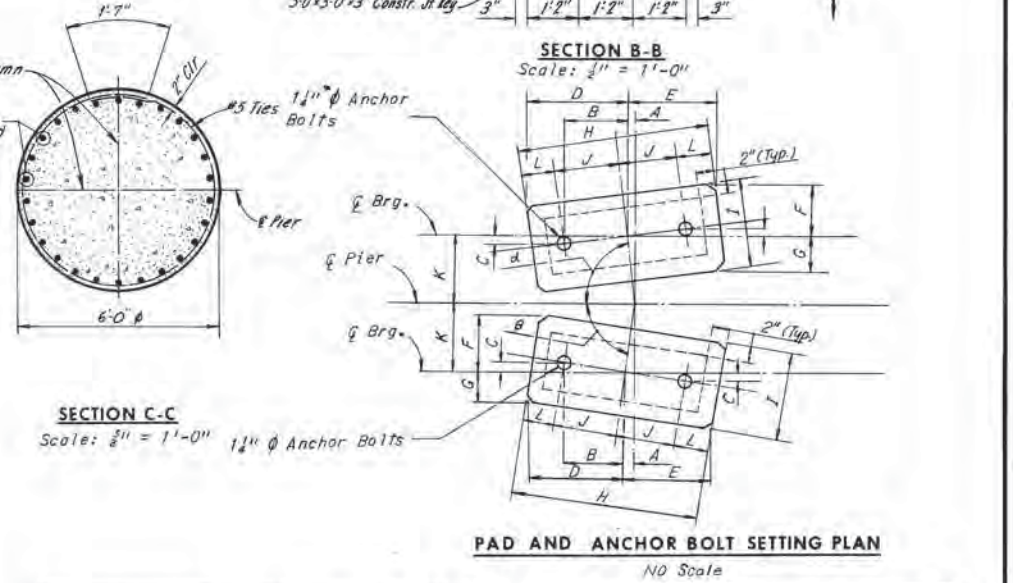 5'-0"x3'-0"x3" Constr. Jt. Key
3"
1'-2"
1'-2"
1'-2"
3"
SECTION B-B
Scale: ½" = 1'-0"
1'-7"
2" Clr
#5 Ties
℄ Pier
6'-0" φ
SECTION C-C
Scale: ⅜" = 1'-0"
1¼" φ Anchor
Bolts
D
E
B
A
H
L
J
J
L
2" (Typ.)
I
F
G
℄ Brg.
C
α
K
℄ Pier
K
℄ Brg.
θ
F
C
G
2" (Typ.)
C
I
L
J
J
L
B
A
D
E
H
1¼" φ Anchor Bolts
PAD AND ANCHOR BOLT SETTING PLAN
No Scale